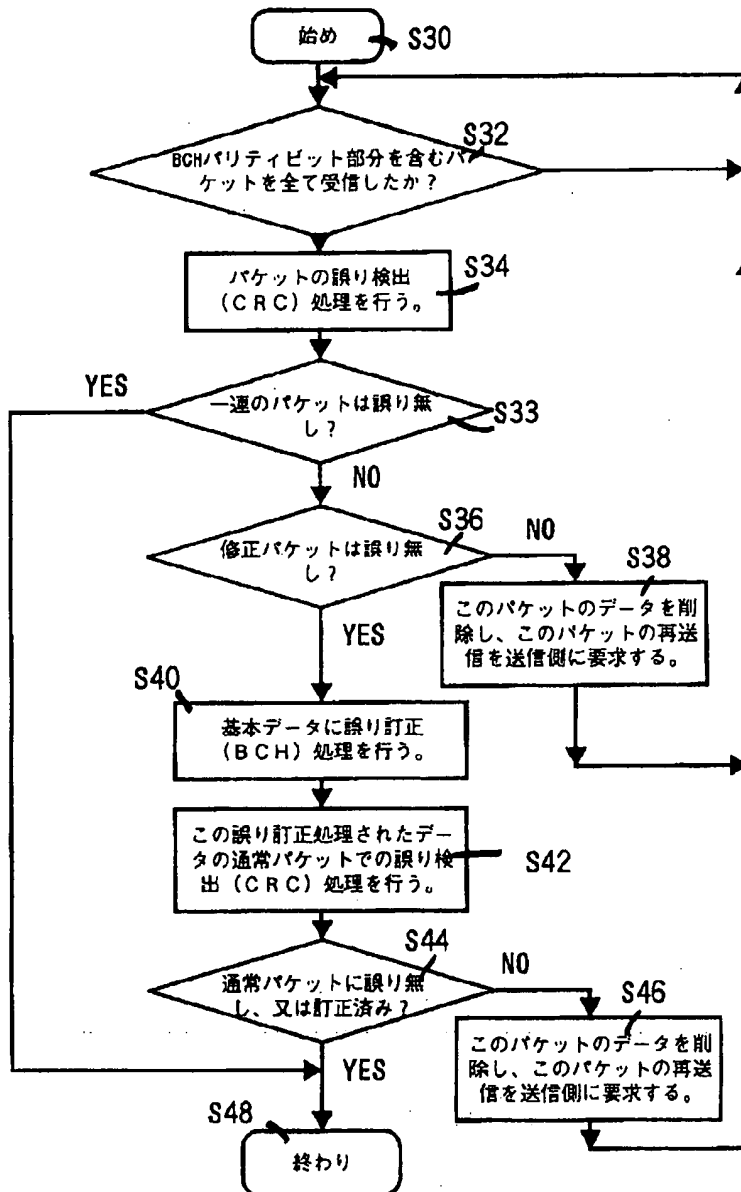 始め
S30
S32
BCHパリティビット部分を含むパ
ケットを全て受信したか？
S34
パケットの誤り検出
(CRC) 処理を行う。
YES
一連のパケットは誤り無
し？
S33
NO
S36
NO
修正パケットは誤り無
し？
S38
このパケットのデータを削
除し、このパケットの再送
信を送信側に要求する。
YES
S40
基本データに誤り訂正
(BCH) 処理を行う。
この誤り訂正処理されたデー
タの通常パケットでの誤り検
出 (CRC) 処理を行う。
S42
S44
NO
通常パケットに誤り無
し、又は訂正済み？
S46
このパケットのデータを削
除し、このパケットの再送
信を送信側に要求する。
YES
S48
終わり